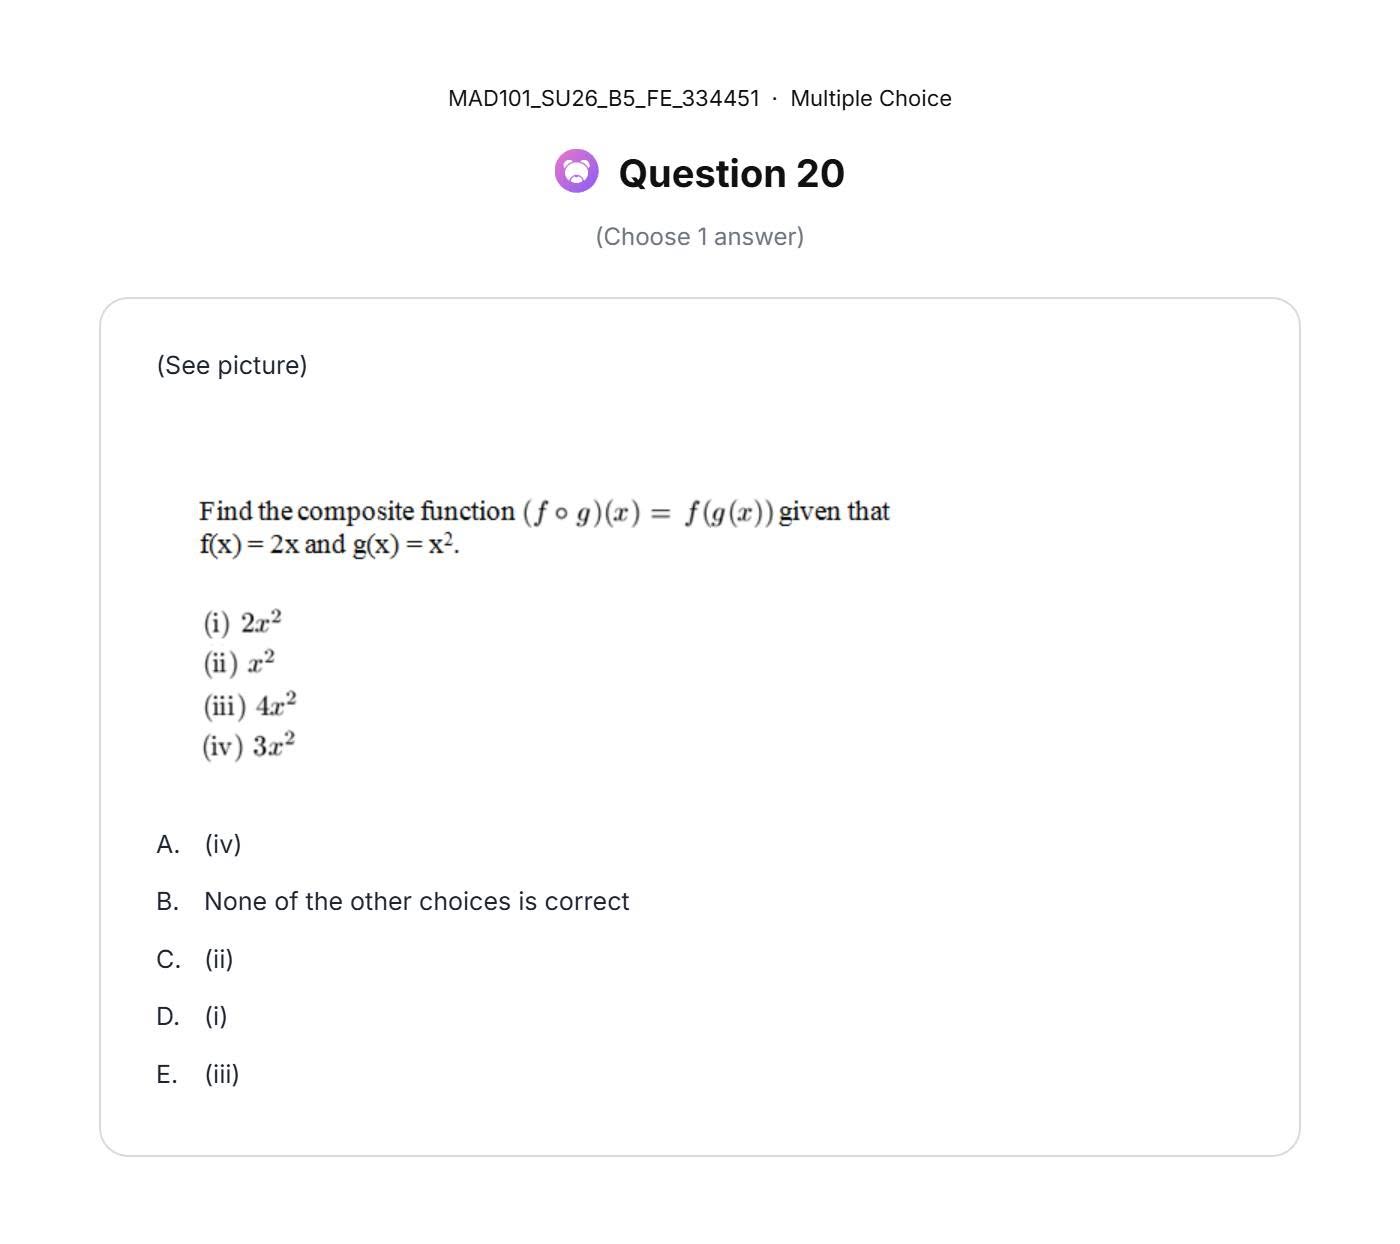 MAD101_SU26_B5_FE_334451 · Multiple Choice
Question 20
(Choose 1 answer)
(See picture)
Find the composite function (f ∘ g)(x) = f(g(x)) given that
f(x) = 2x and g(x) = x².
(i) 2x²
(ii) x²
(iii) 4x²
(iv) 3x²
A. (iv)
B. None of the other choices is correct
C. (ii)
D. (i)
E. (iii)